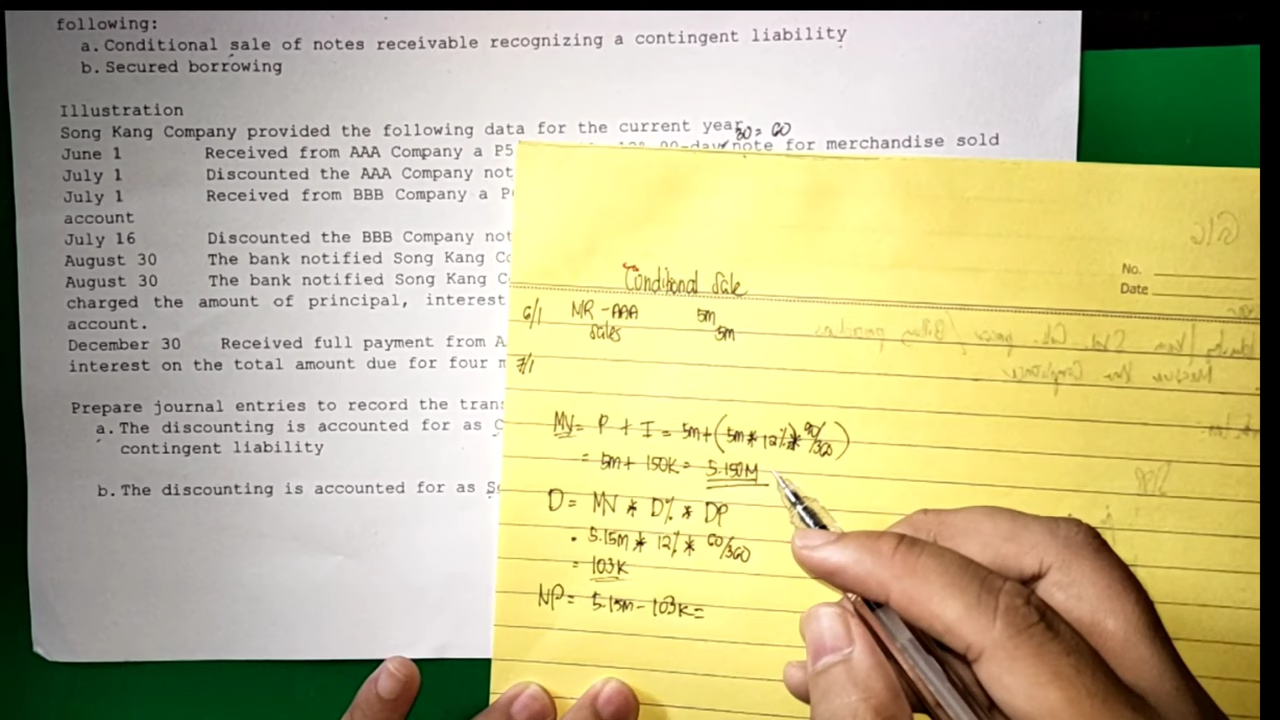 following:
a. Conditional sale of notes receivable recognizing a contingent liability
b. Secured borrowing
Illustration
Song Kang Company provided the following data for the current year
30 = 60
June 1 Received from AAA Company a P5 note for merchandise sold
July 1 Discounted the AAA Company not
July 1 Received from BBB Company a P
account
July 16 Discounted the BBB Company not
August 30 The bank notified Song Kang Co
August 30 The bank notified Song Kang C
charged the amount of principal, interest
account.
December 30 Received full payment from A
interest on the total amount due for four m
Prepare journal entries to record the tran
a. The discounting is accounted for as C
contingent liability
b. The discounting is accounted for as S
No.
Date
Conditional Sale
6/1 NR - AAA 5m
Sales 5m
7/1
MV = P + I = 5m + (5m * 12% * 90/360)
= 5m + 150K = 5.150M
D = MV * D% * DP
= 5.15m * 12% * 60/360
= 103K
NP = 5.15m - 103K =